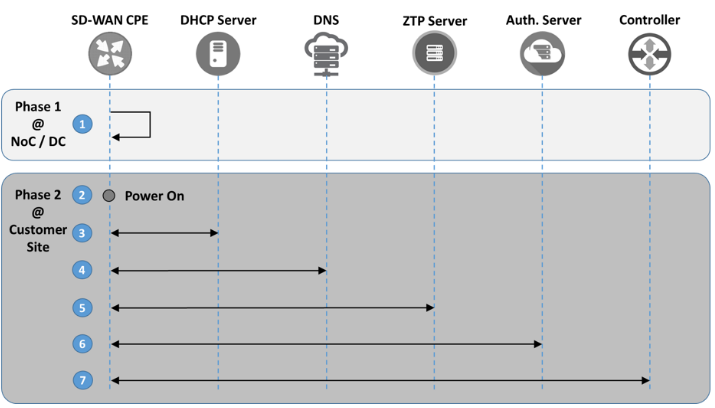 SD-WAN CPE
DHCP Server
DNS
ZTP Server
Auth. Server
Controller
Phase 1
@
NoC / DC
1
Phase 2
@
Customer
Site
2
Power On
3
4
5
6
7